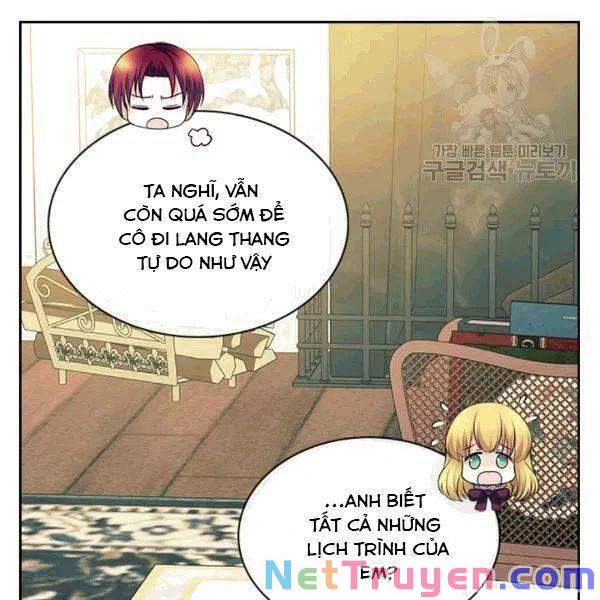 가장 빠른 웹툰 미리보기
구글검색 뉴토끼
TA NGHĨ, VẪN
CÒN QUÁ SỚM ĐỂ
CÔ ĐI LANG THANG
TỰ DO NHƯ VẬY
...ANH BIẾT
TẤT CẢ NHỮNG
LỊCH TRÌNH CỦA
EM?
NetTruyen.com